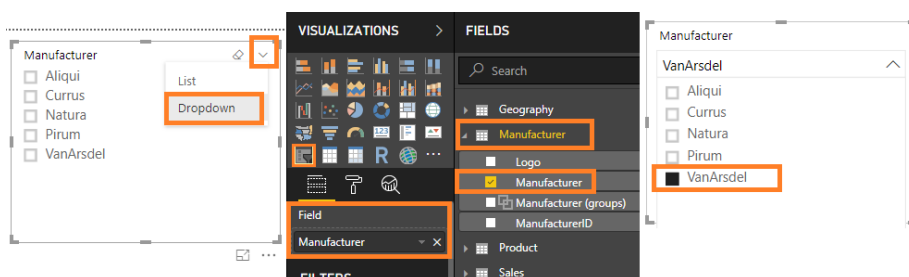 Manufacturer
Aliqui
Currus
Natura
Pirum
VanArsdel
List
Dropdown
VISUALIZATIONS >
123
R
Field
Manufacturer
FILTERS
FIELDS
Search
Geography
Manufacturer
Logo
Manufacturer
Manufacturer (groups)
ManufacturerID
Product
Sales
Manufacturer
VanArsdel
Aliqui
Currus
Natura
Pirum
VanArsdel